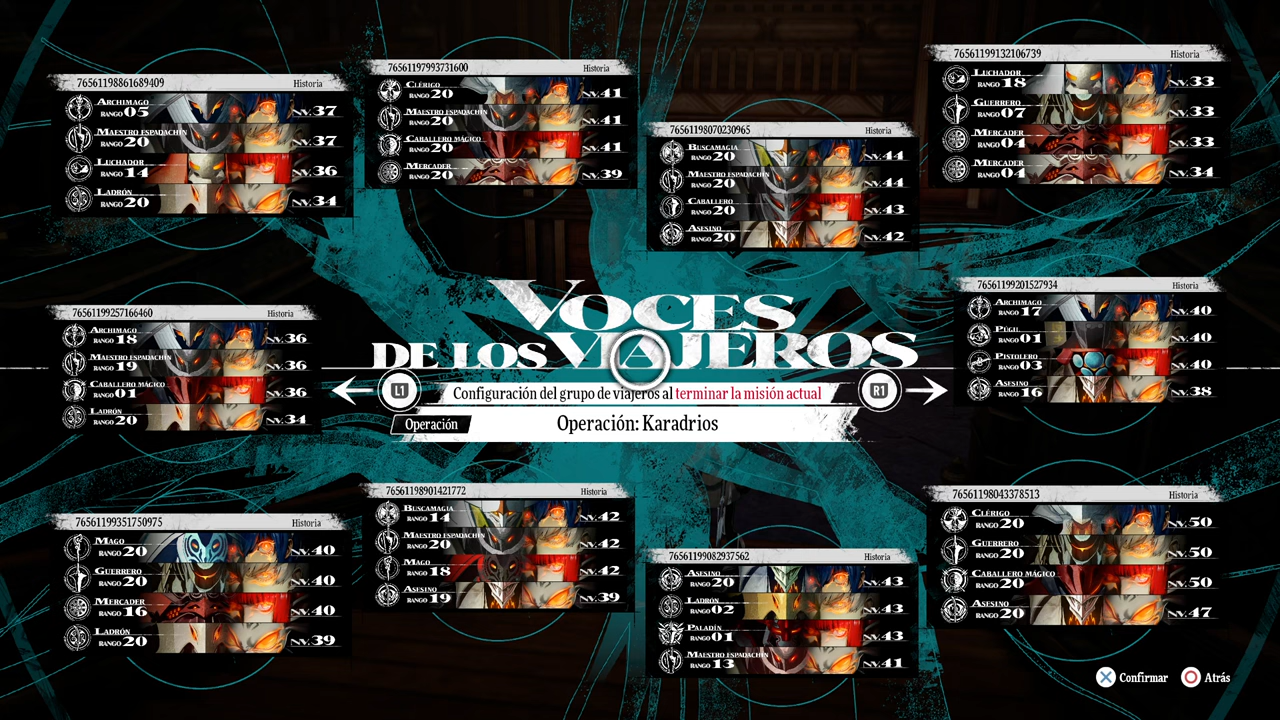 76561198861689409 Historia
Archimago Rango 05 Nv. 37
Maestro espadachín Rango 20 Nv. 37
Luchador Rango 14 Nv. 36
Ladrón Rango 20 Nv. 34
7656119793731600 Historia
Clérigo Rango 20 Nv. 41
Maestro espadachín Rango 20 Nv. 41
Caballero mágico Rango 20 Nv. 41
Mercader Rango 20 Nv. 39
76561198070230965 Historia
Buscamagia Rango 20 Nv. 44
Maestro espadachín Rango 20 Nv. 44
Caballero Rango 20 Nv. 43
Asesino Rango 20 Nv. 42
76561199132106739 Historia
Luchador Rango 18 Nv. 33
Guerrero Rango 07 Nv. 33
Mercader Rango 04 Nv. 33
Mercader Rango 04 Nv. 34
76561199257166460 Historia
Archimago Rango 18 Nv. 36
Maestro espadachín Rango 19 Nv. 36
Caballero mágico Rango 01 Nv. 36
Ladrón Rango 20 Nv. 34
VOCES
DE LOS VIAJEROS
L1 R1
Configuración del grupo de viajeros al terminar la misión actual
Operación Operación: Karadrios
76561199201527934 Historia
Archimago Rango 17 Nv. 40
Púgil Rango 01 Nv. 40
Pistolero Rango 03 Nv. 40
Asesino Rango 16 Nv. 38
76561199351750975 Historia
Mago Rango 20 Nv. 40
Guerrero Rango 20 Nv. 40
Mercader Rango 16 Nv. 40
Ladrón Rango 20 Nv. 39
76561198901421772 Historia
Buscamagia Rango 14 Nv. 42
Maestro espadachín Rango 20 Nv. 42
Mago Rango 18 Nv. 42
Asesino Rango 19 Nv. 39
76561199082937562 Historia
Asesino Rango 20 Nv. 43
Ladrón Rango 02 Nv. 43
Paladín Rango 01 Nv. 43
Maestro espadachín Rango 13 Nv. 41
76561198043378513 Historia
Clérigo Rango 20 Nv. 50
Guerrero Rango 20 Nv. 50
Caballero mágico Rango 20 Nv. 50
Asesino Rango 20 Nv. 47
Confirmar Atrás